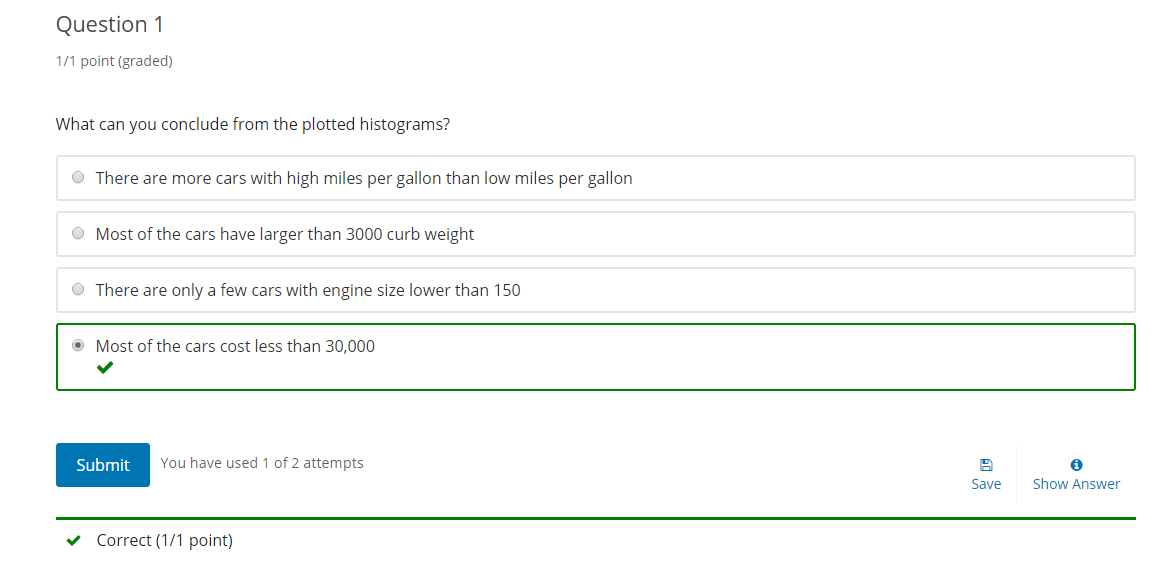 Question 1
1/1 point (graded)
What can you conclude from the plotted histograms?
There are more cars with high miles per gallon than low miles per gallon
Most of the cars have larger than 3000 curb weight
There are only a few cars with engine size lower than 150
Most of the cars cost less than 30,000
Submit
You have used 1 of 2 attempts
Save
Show Answer
Correct (1/1 point)